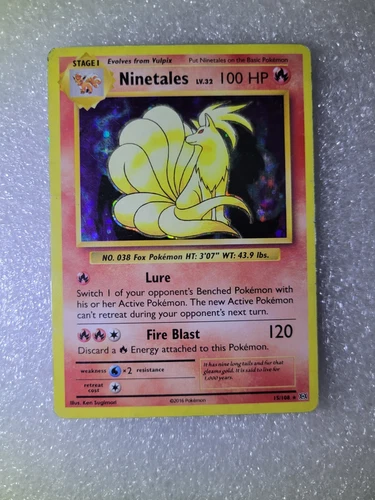 STAGE 1 Evolves from Vulpix Put Ninetales on the Basic Pokémon
Ninetales LV.32 100 HP
NO. 038 Fox Pokémon HT: 3'07" WT: 43.9 lbs.
Lure
Switch 1 of your opponent's Benched Pokémon with
his or her Active Pokémon. The new Active Pokémon
can't retreat during your opponent's next turn.
Fire Blast 120
Discard a Energy attached to this Pokémon.
weakness ×2 resistance
retreat
cost
It has nine long tails and fur that
gleams gold. It is said to live for
1,000 years.
Illus. Ken Sugimori ©2016 Pokémon 15/108